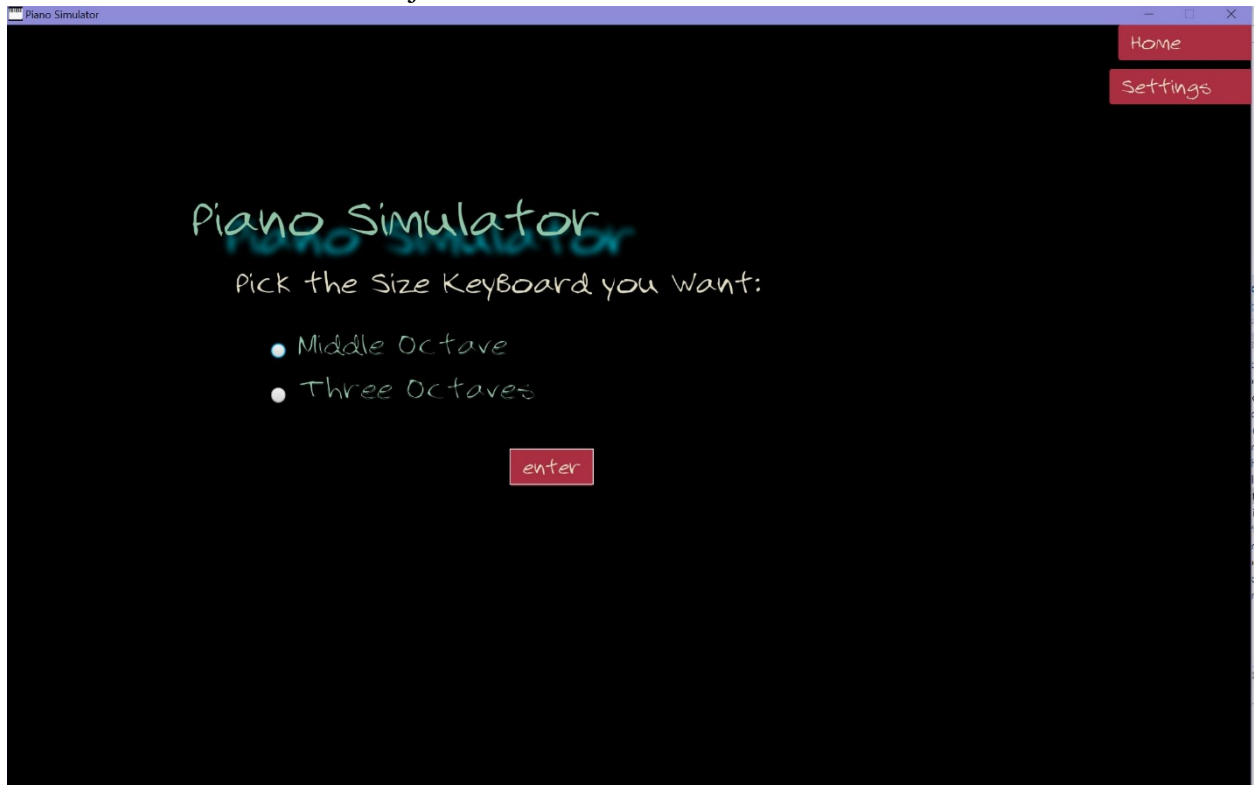 Piano Simulator
Home
Settings
Piano Simulator
Pick the Size KeyBoard you Want:
Middle Octave
Three Octaves
enter